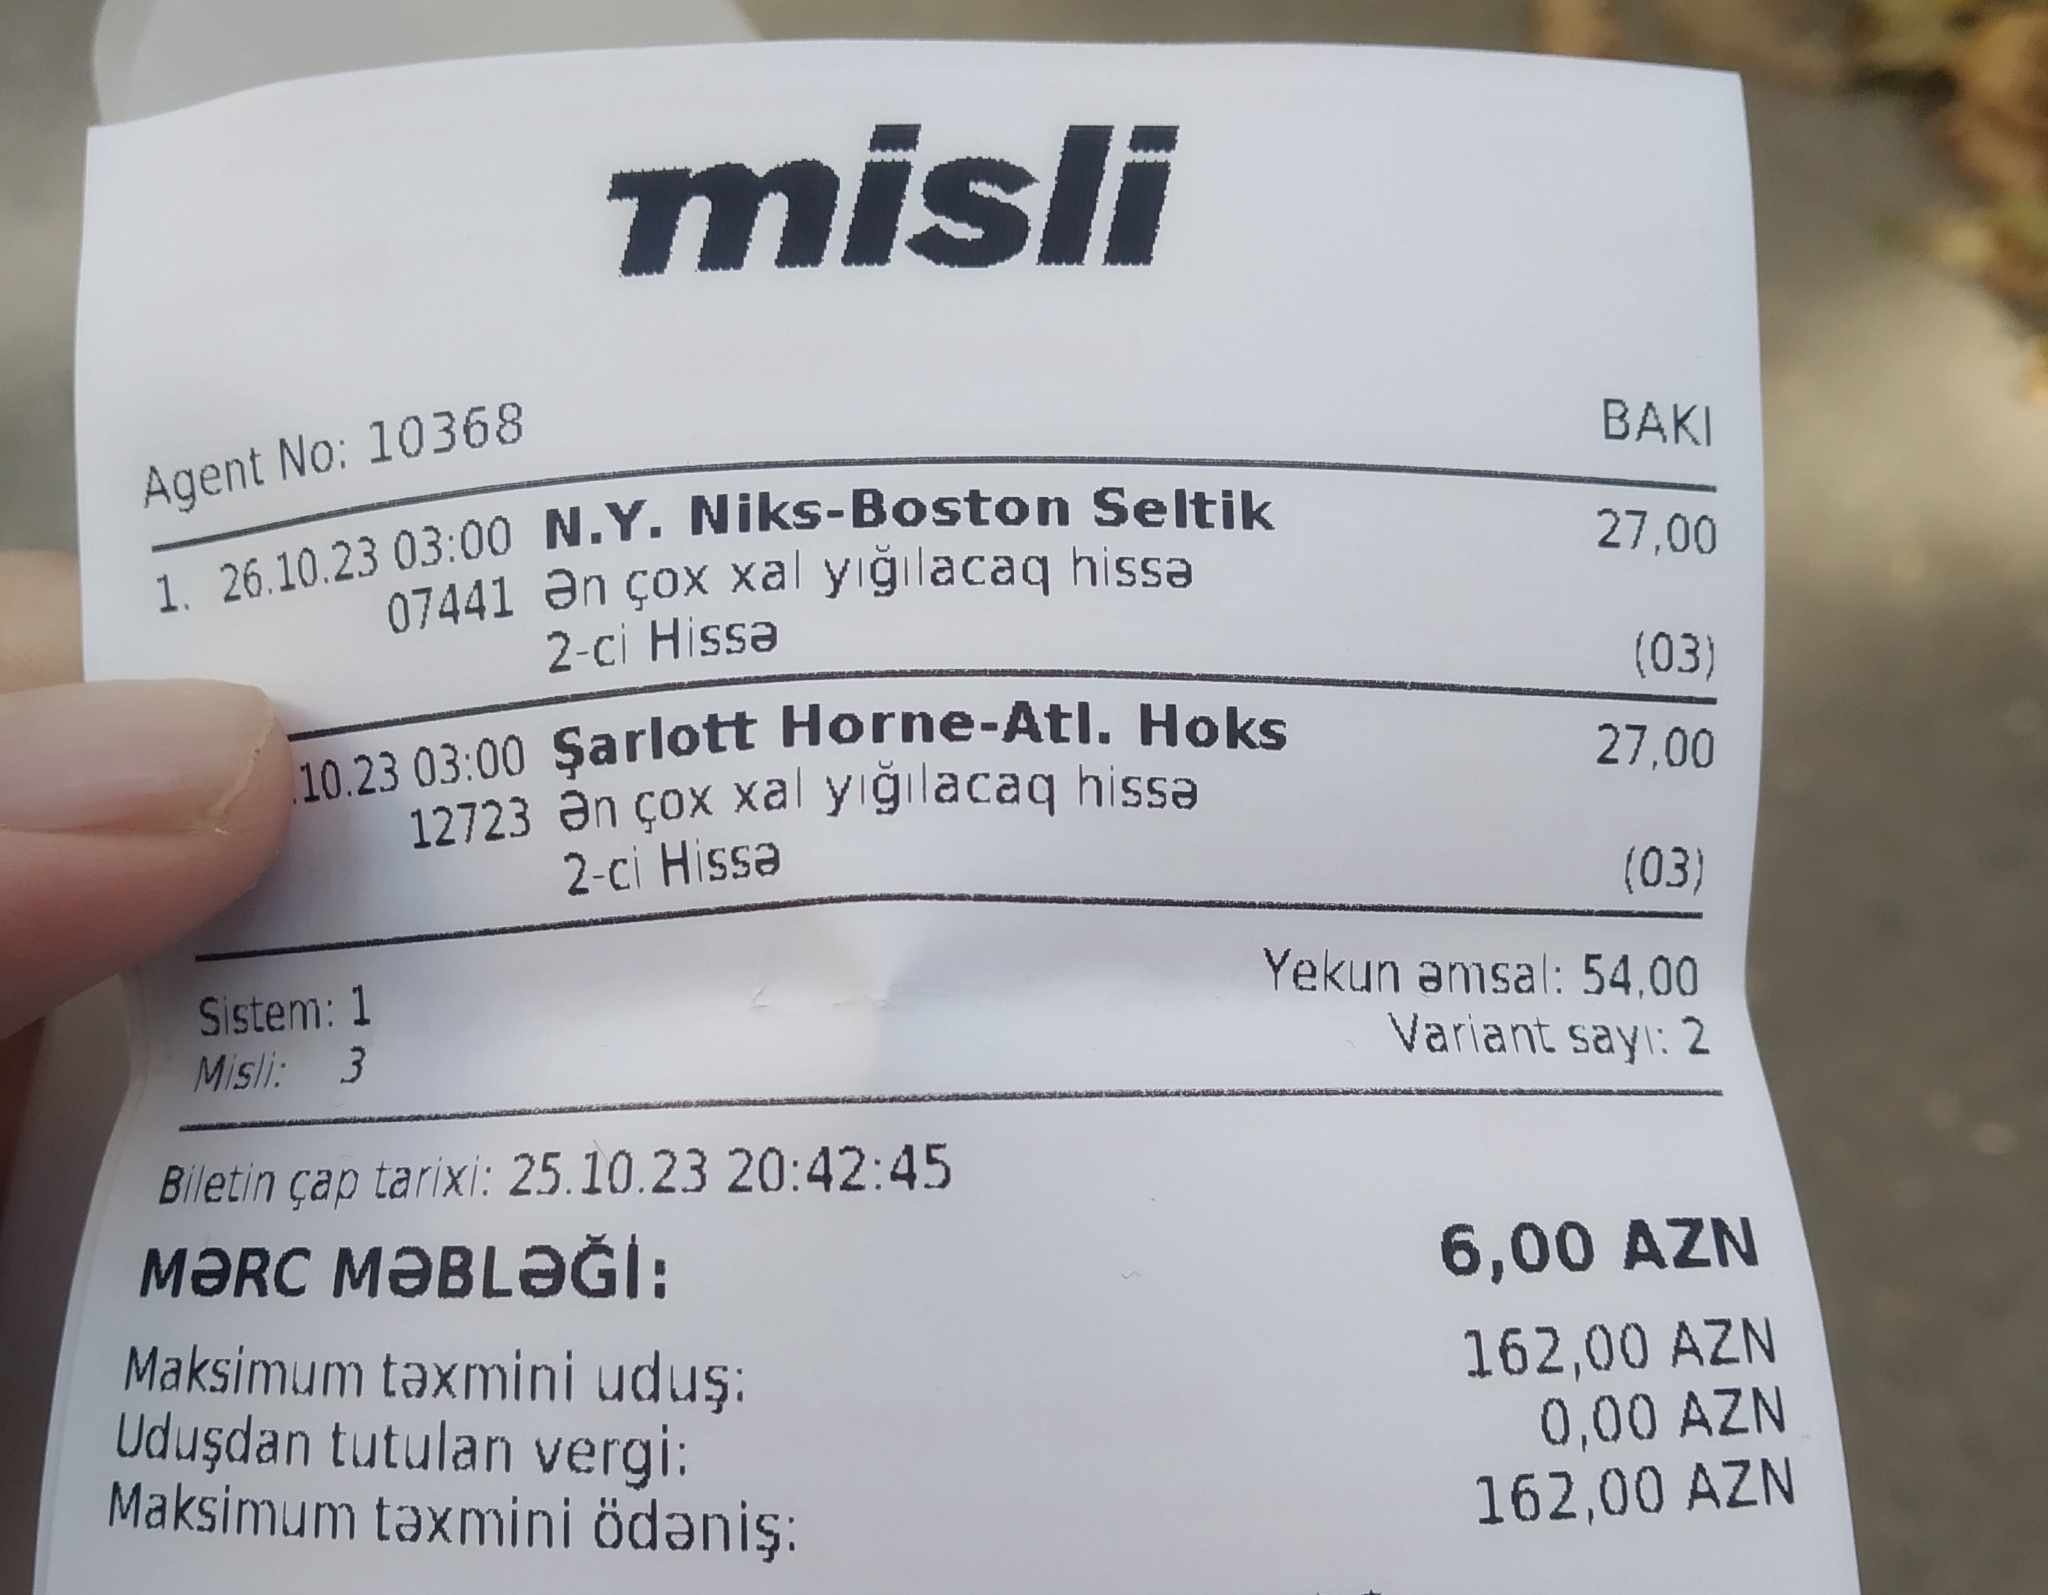 misli
Agent No: 10368 BAKI
1. 26.10.23 03:00 N.Y. Niks-Boston Seltik 27,00
07441 Ən çox xal yığılacaq hissə
2-ci Hissə (03)
.10.23 03:00 Şarlott Horne-Atl. Hoks 27,00
12723 Ən çox xal yığılacaq hissə
2-ci Hissə (03)
Sistem: 1 Yekun əmsal: 54,00
Misli: 3 Variant sayı: 2
Biletin çap tarixi: 25.10.23 20:42:45
MƏRC MƏBLƏĞİ: 6,00 AZN
Maksimum təxmini uduş: 162,00 AZN
Uduşdan tutulan vergi: 0,00 AZN
Maksimum təxmini ödəniş: 162,00 AZN